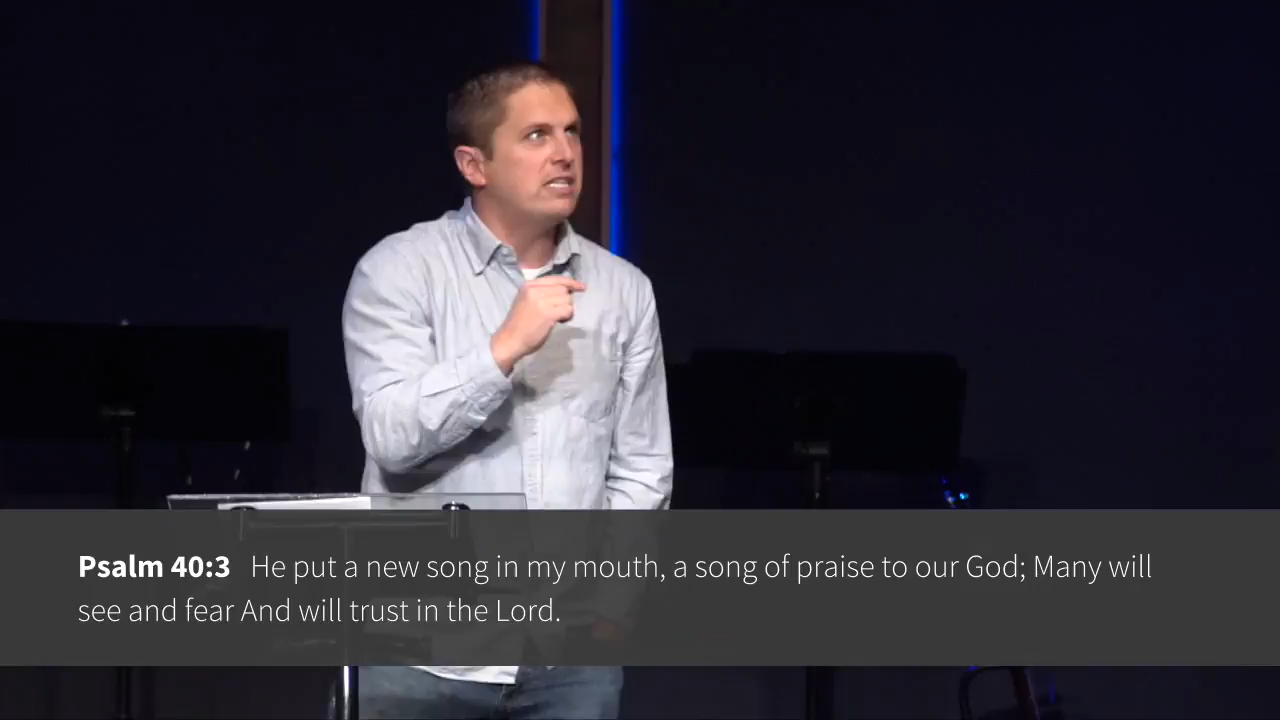 Psalm 40:3 He put a new song in my mouth, a song of praise to our God; Many will
see and fear And will trust in the Lord.